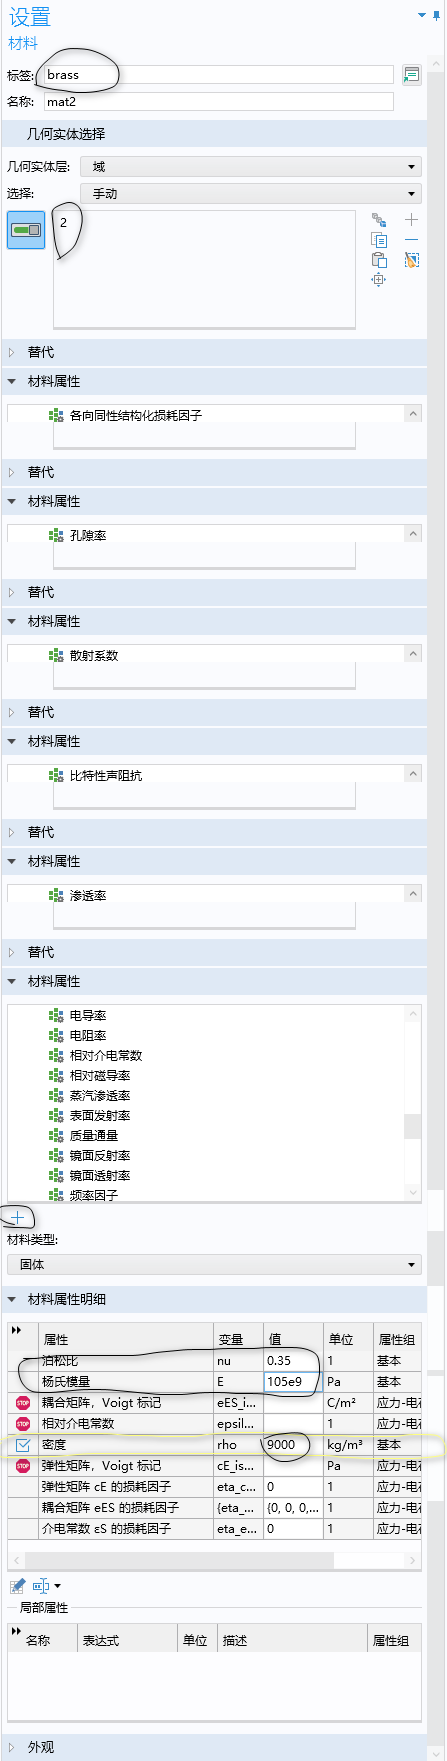 设置
材料
标签: brass
名称: mat2
几何实体选择
几何实体层: 域
选择: 手动
2
替代
材料属性
各向同性结构化损耗因子
替代
材料属性
孔隙率
替代
材料属性
散射系数
替代
材料属性
比特性声阻抗
替代
材料属性
渗透率
替代
材料属性
电导率
电阻率
相对介电常数
相对磁导率
蒸汽渗透率
表面发射率
质量通量
镜面反射率
镜面透射率
频率因子
材料类型:
固体
材料属性明细
属性 变量 值 单位 属性组
泊松比 nu 0.35 1 基本
杨氏模量 E 105e9 Pa 基本
STOP 耦合矩阵，Voigt 标记 eES_i... C/m² 应力-电荷
STOP 相对介电常数 epsil... 1 应力-电荷
密度 rho 9000 kg/m³ 基本
STOP 弹性矩阵，Voigt 标记 cE_is... Pa 应力-电荷
弹性矩阵 cE 的损耗因子 eta_c... 0 1 应力-电荷
耦合矩阵 eES 的损耗因子 {eta_... {0, 0, 0,... 1 应力-电荷
介电常数 εS 的损耗因子 eta_e... 0 1 应力-电荷
局部属性
名称 表达式 单位 描述 属性组
外观